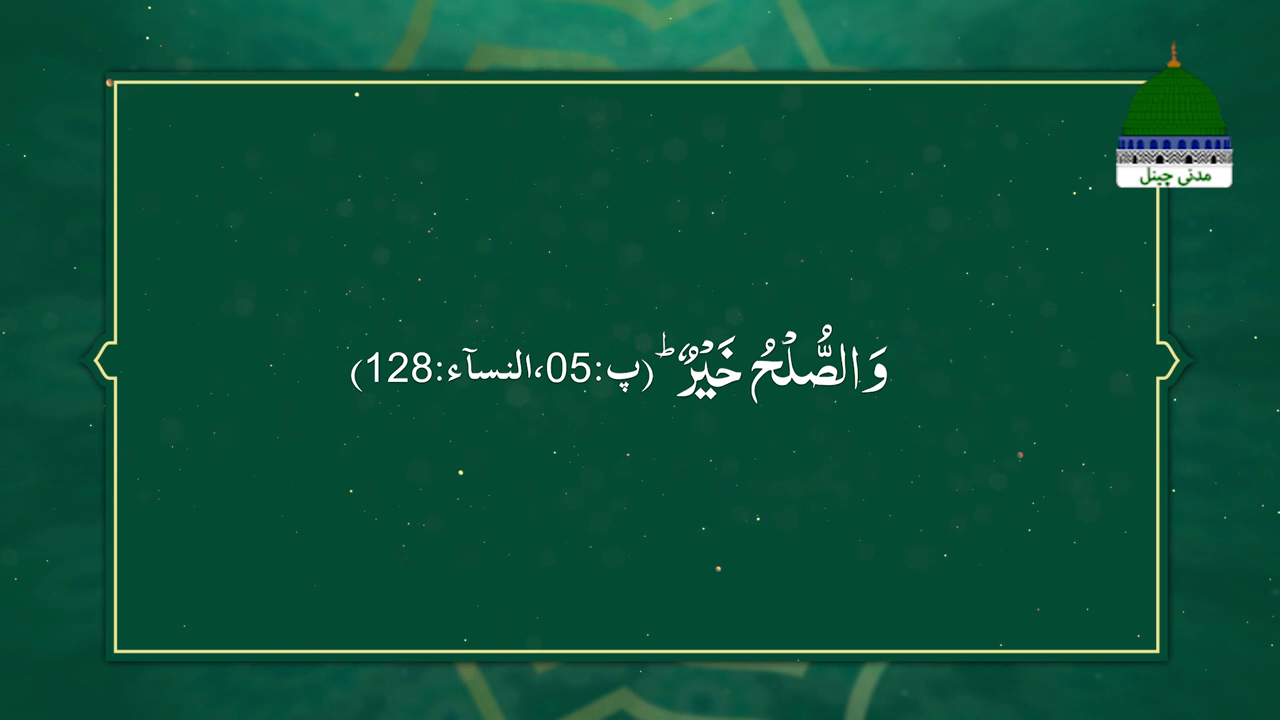 وَالصُّلْحُ خَیْرٌؕ (پ:05،النسآء:128)
مدنی چینل